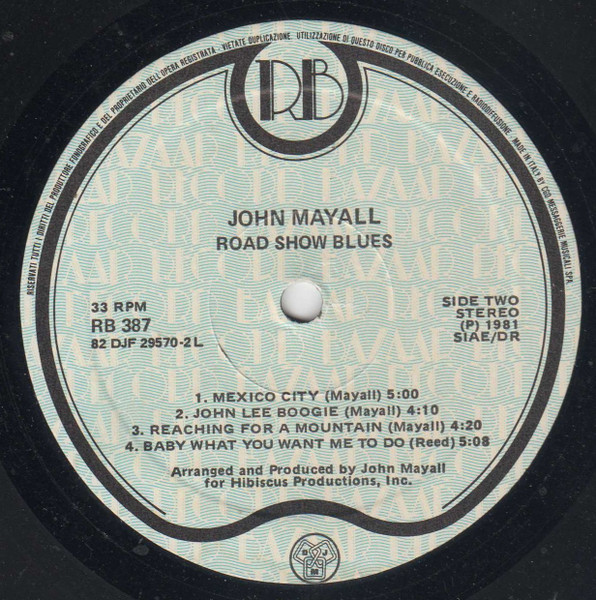 RISERVATI TUTTI I DIRITTI DEL PRODUTTORE FONOGRAFICO E DEL PROPRIETARIO DELL'OPERA REGISTRATA - VIETATE DUPLICAZIONE UTILIZZAZIONE DI QUESTO DISCO PER PUBBLICA ESECUZIONE E RADIODIFFUSIONE. MADE IN ITALY BY CGD MESSAGGERIE MUSICALI SPA.
RB
JOHN MAYALL
ROAD SHOW BLUES
33 RPM
RB 387
82 DJF 29570-2L
SIDE TWO
STEREO
(P) 1981
SIAE/DR
1. MEXICO CITY (Mayall) 5:00
2. JOHN LEE BOOGIE (Mayall) 4:10
3. REACHING FOR A MOUNTAIN (Mayall) 4:20
4. BABY WHAT YOU WANT ME TO DO (Reed) 5:08
Arranged and Produced by John Mayall
for Hibiscus Productions, Inc.
DJM